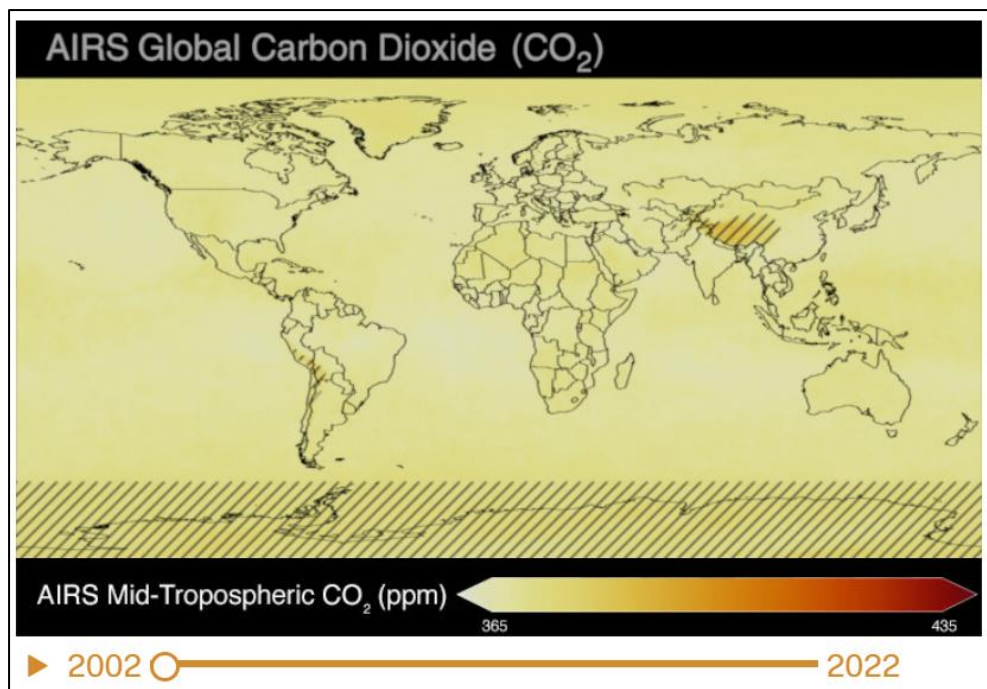 AIRS Global Carbon Dioxide (CO₂)
AIRS Mid-Tropospheric CO₂ (ppm)
365 435
2002 2022